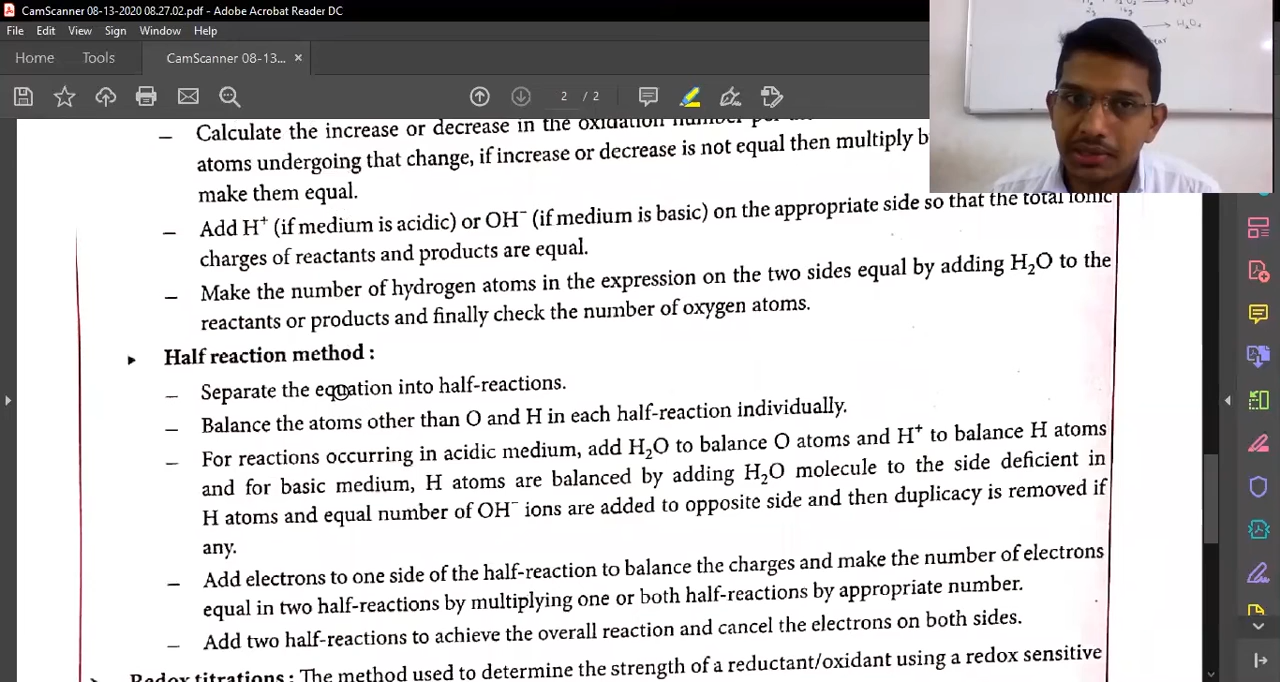 CamScanner 08-13-2020 08.27.02.pdf - Adobe Acrobat Reader DC
File Edit View Sign Window Help
Home Tools CamScanner 08-13... ×
2 / 2
– Calculate the increase or decrease in the oxidation number
atoms undergoing that change, if increase or decrease is not equal then multiply
make them equal.
– Add H⁺ (if medium is acidic) or OH⁻ (if medium is basic) on the appropriate side so that the total ionic
charges of reactants and products are equal.
– Make the number of hydrogen atoms in the expression on the two sides equal by adding H₂O to the
reactants or products and finally check the number of oxygen atoms.
▸ Half reaction method :
– Separate the equation into half-reactions.
– Balance the atoms other than O and H in each half-reaction individually.
– For reactions occurring in acidic medium, add H₂O to balance O atoms and H⁺ to balance H atoms
and for basic medium, H atoms are balanced by adding H₂O molecule to the side deficient in
H atoms and equal number of OH⁻ ions are added to opposite side and then duplicacy is removed if
any.
– Add electrons to one side of the half-reaction to balance the charges and make the number of electrons
equal in two half-reactions by multiplying one or both half-reactions by appropriate number.
– Add two half-reactions to achieve the overall reaction and cancel the electrons on both sides.
Redox titrations : The method used to determine the strength of a reductant/oxidant using a redox sensitive